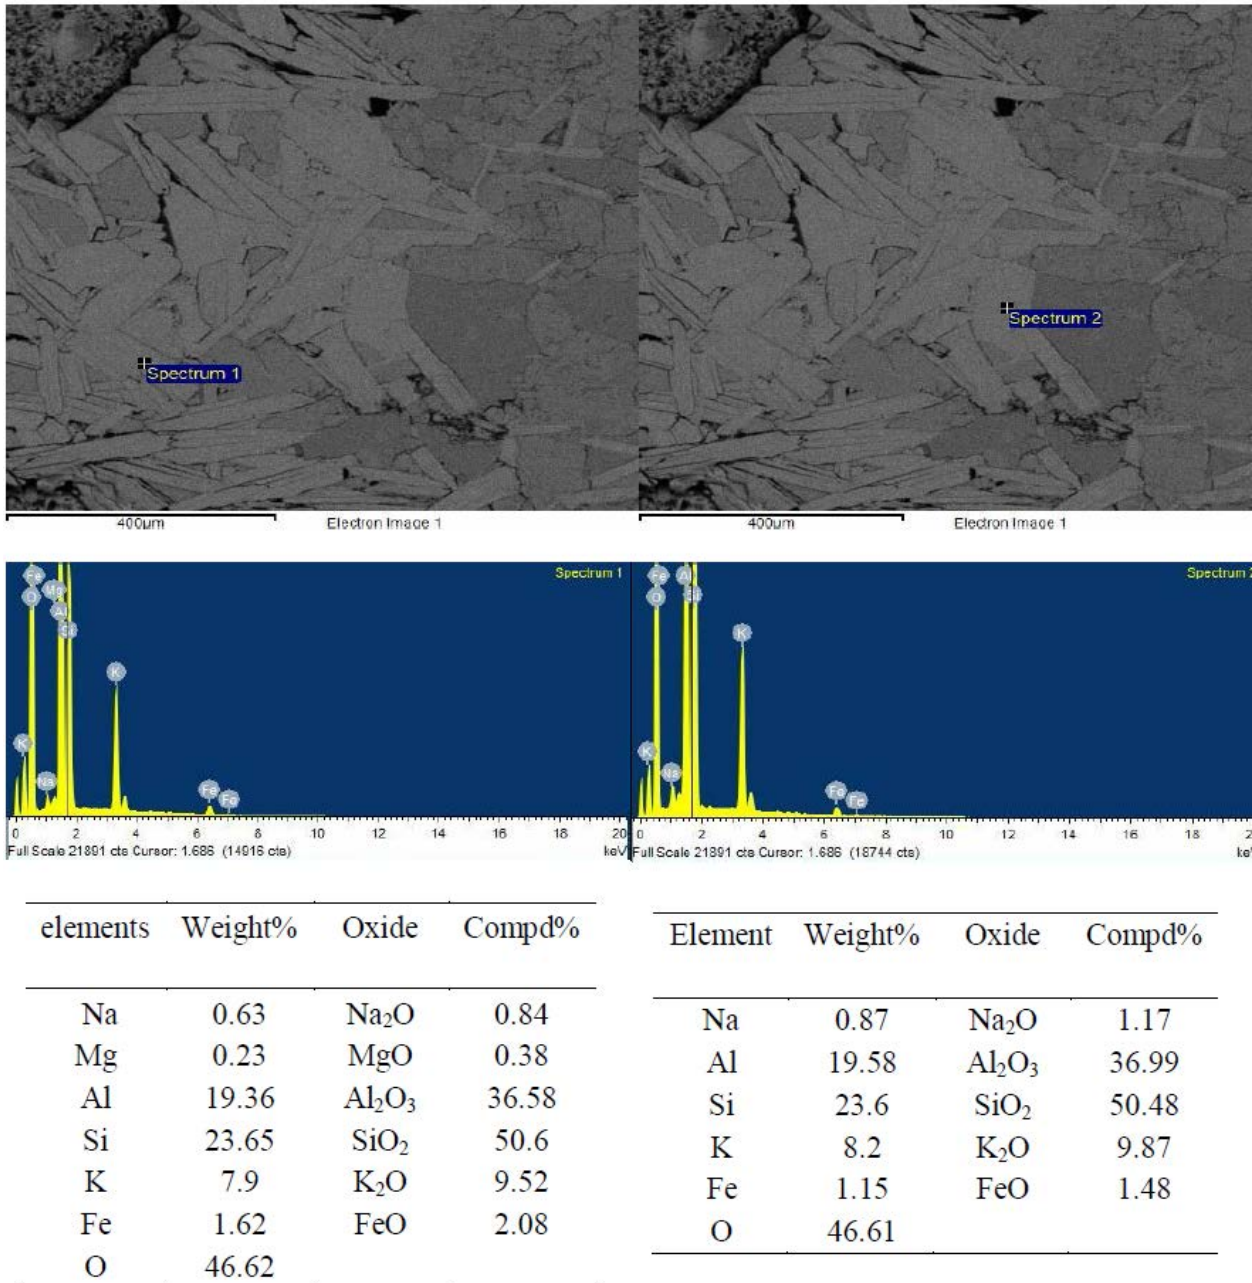 Spectrum 1
Spectrum 2
400µm Electron Image 1
400µm Electron Image 1
Spectrum 1
Fe
O
Mg
Al
Si
K
K
Na
Fe
Fe
0 2 4 6 8 10 12 14 16 18 20
Full Scale 21891 cts Cursor: 1.686 (14916 cts) keV
Spectrum 2
Fe
O
Al
Si
K
K
Na
Fe
Fe
0 2 4 6 8 10 12 14 16 18
Full Scale 21891 cts Cursor: 1.686 (18744 cts)
elements Weight% Oxide Compd%
Na 0.63 Na₂O 0.84
Mg 0.23 MgO 0.38
Al 19.36 Al₂O₃ 36.58
Si 23.65 SiO₂ 50.6
K 7.9 K₂O 9.52
Fe 1.62 FeO 2.08
O 46.62
Element Weight% Oxide Compd%
Na 0.87 Na₂O 1.17
Al 19.58 Al₂O₃ 36.99
Si 23.6 SiO₂ 50.48
K 8.2 K₂O 9.87
Fe 1.15 FeO 1.48
O 46.61